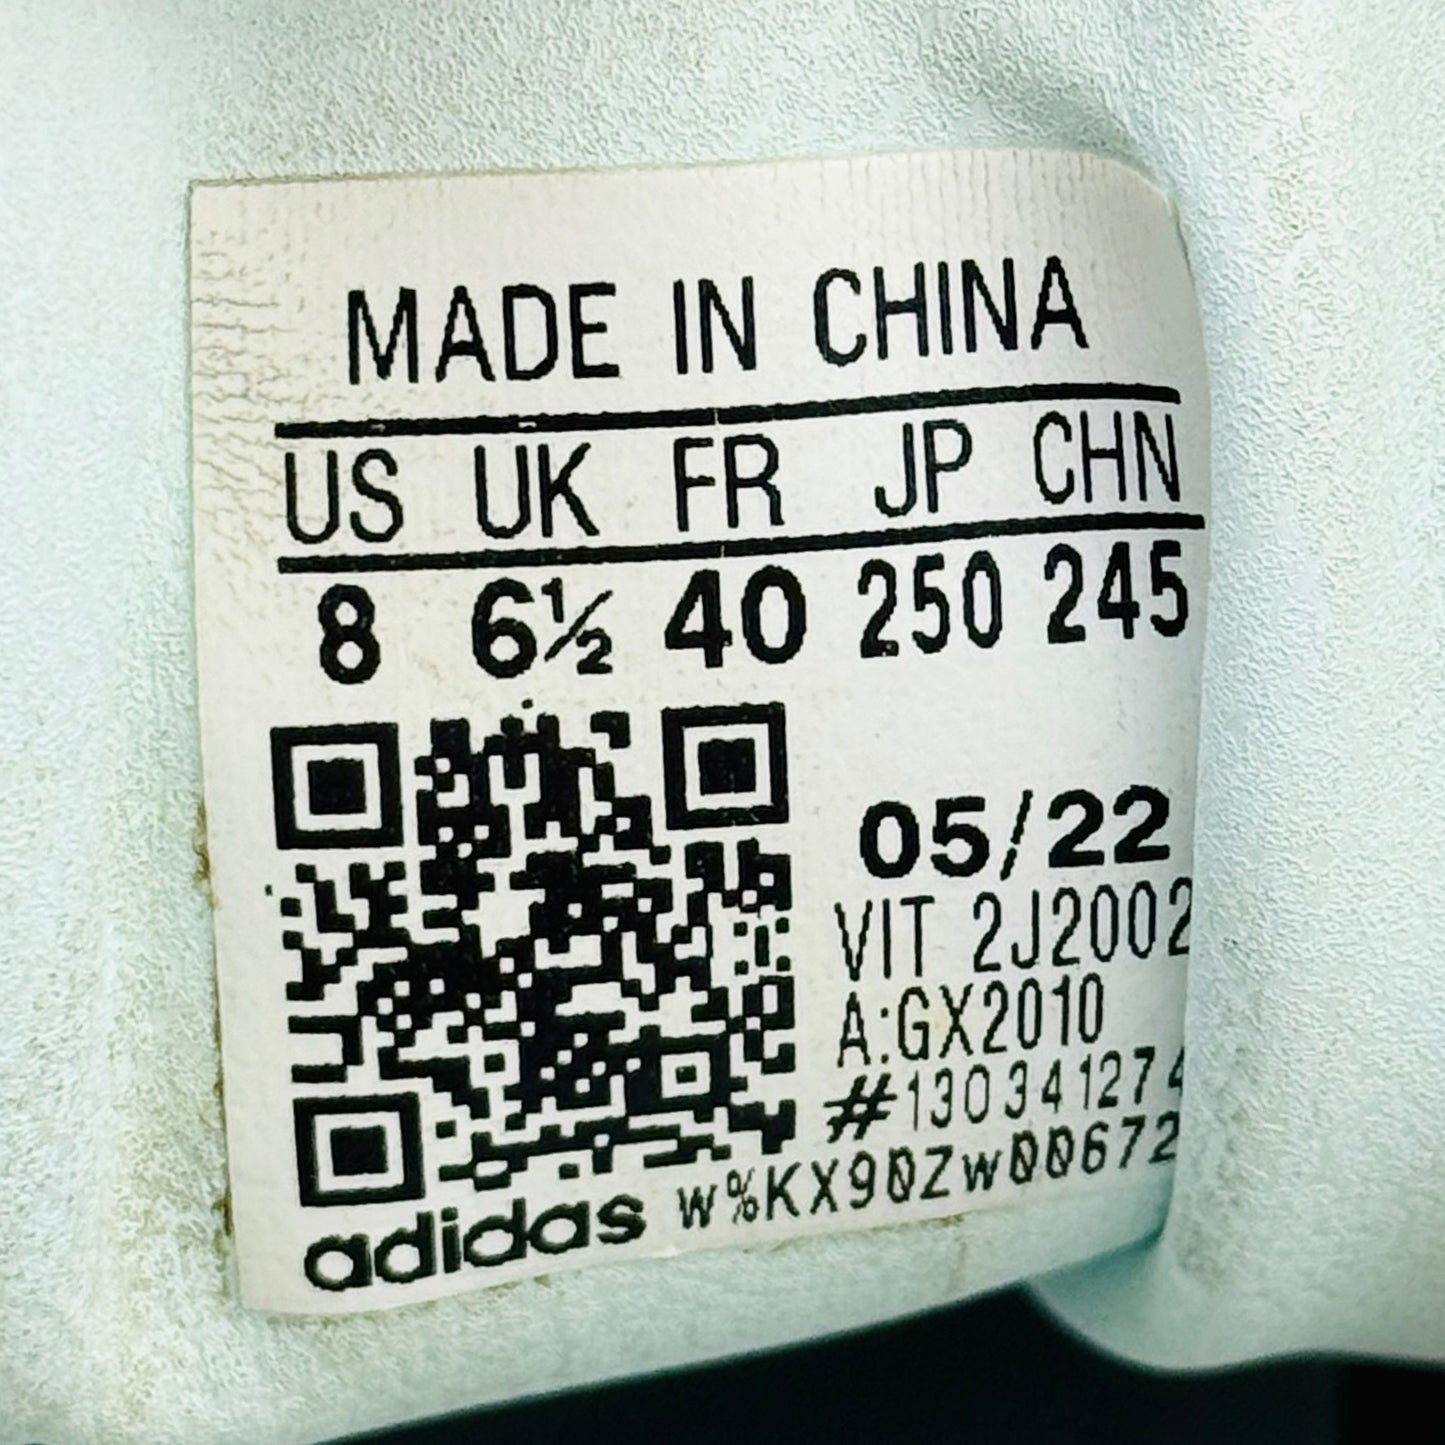 MADE IN CHINA
US UK FR JP CHN
8 6½ 40 250 245
05/22
VIT 2J2002
A:GX2010
#130341274
adidas W%KX90ZW00672